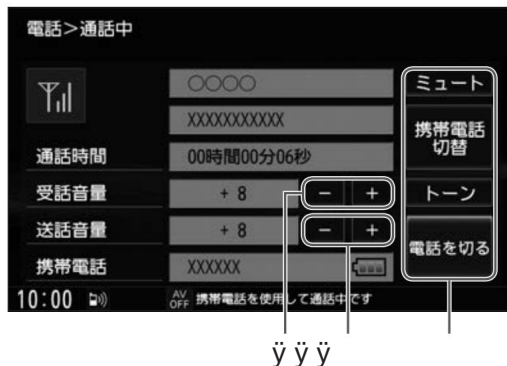 電話>通話中
○○○○
XXXXXXXXXXX
通話時間 00時間00分06秒
受話音量 + 8 - +
送話音量 + 8 - +
携帯電話 XXXXXX
ミュート
携帯電話
切替
トーン
電話を切る
10:00 AV OFF 携帯電話を使用して通話中です
ÿ ÿ ÿ